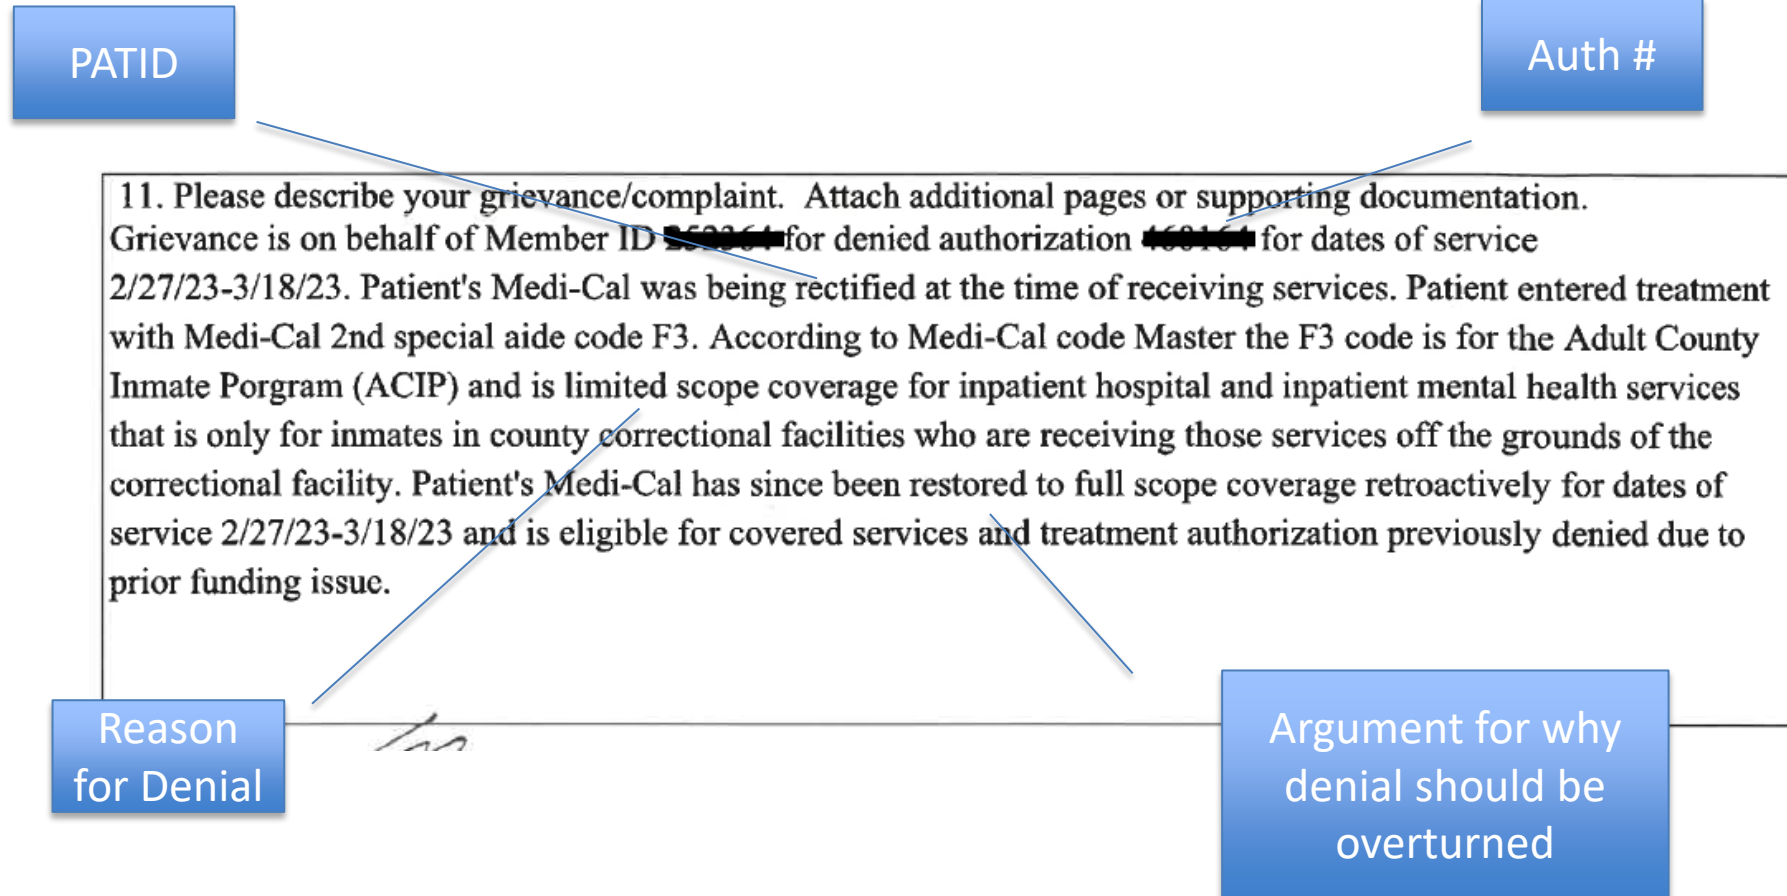 PATID
Auth #
11. Please describe your grievance/complaint.  Attach additional pages or supporting documentation.
Grievance is on behalf of Member ID for denied authorization for dates of service
2/27/23-3/18/23. Patient's Medi-Cal was being rectified at the time of receiving services. Patient entered treatment
with Medi-Cal 2nd special aide code F3. According to Medi-Cal code Master the F3 code is for the Adult County
Inmate Porgram (ACIP) and is limited scope coverage for inpatient hospital and inpatient mental health services
that is only for inmates in county correctional facilities who are receiving those services off the grounds of the
correctional facility. Patient's Medi-Cal has since been restored to full scope coverage retroactively for dates of
service 2/27/23-3/18/23 and is eligible for covered services and treatment authorization previously denied due to
prior funding issue.
Reason
for Denial
Argument for why
denial should be
overturned